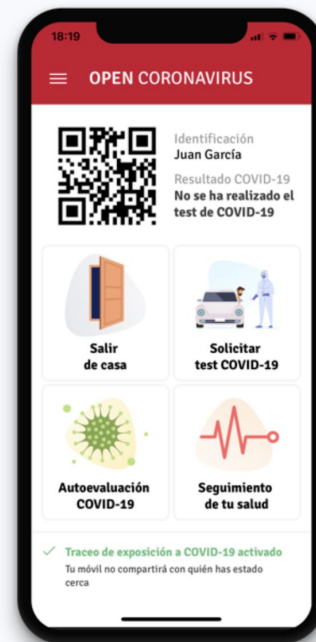 18:19
OPEN CORONAVIRUS
Identificación
Juan García
Resultado COVID-19
No se ha realizado el
test de COVID-19
Salir
de casa
Solicitar
test COVID-19
Autoevaluación
COVID-19
Seguimiento
de tu salud
Traceo de exposición a COVID-19 activado
Tu móvil no compartirá con quién has estado
cerca